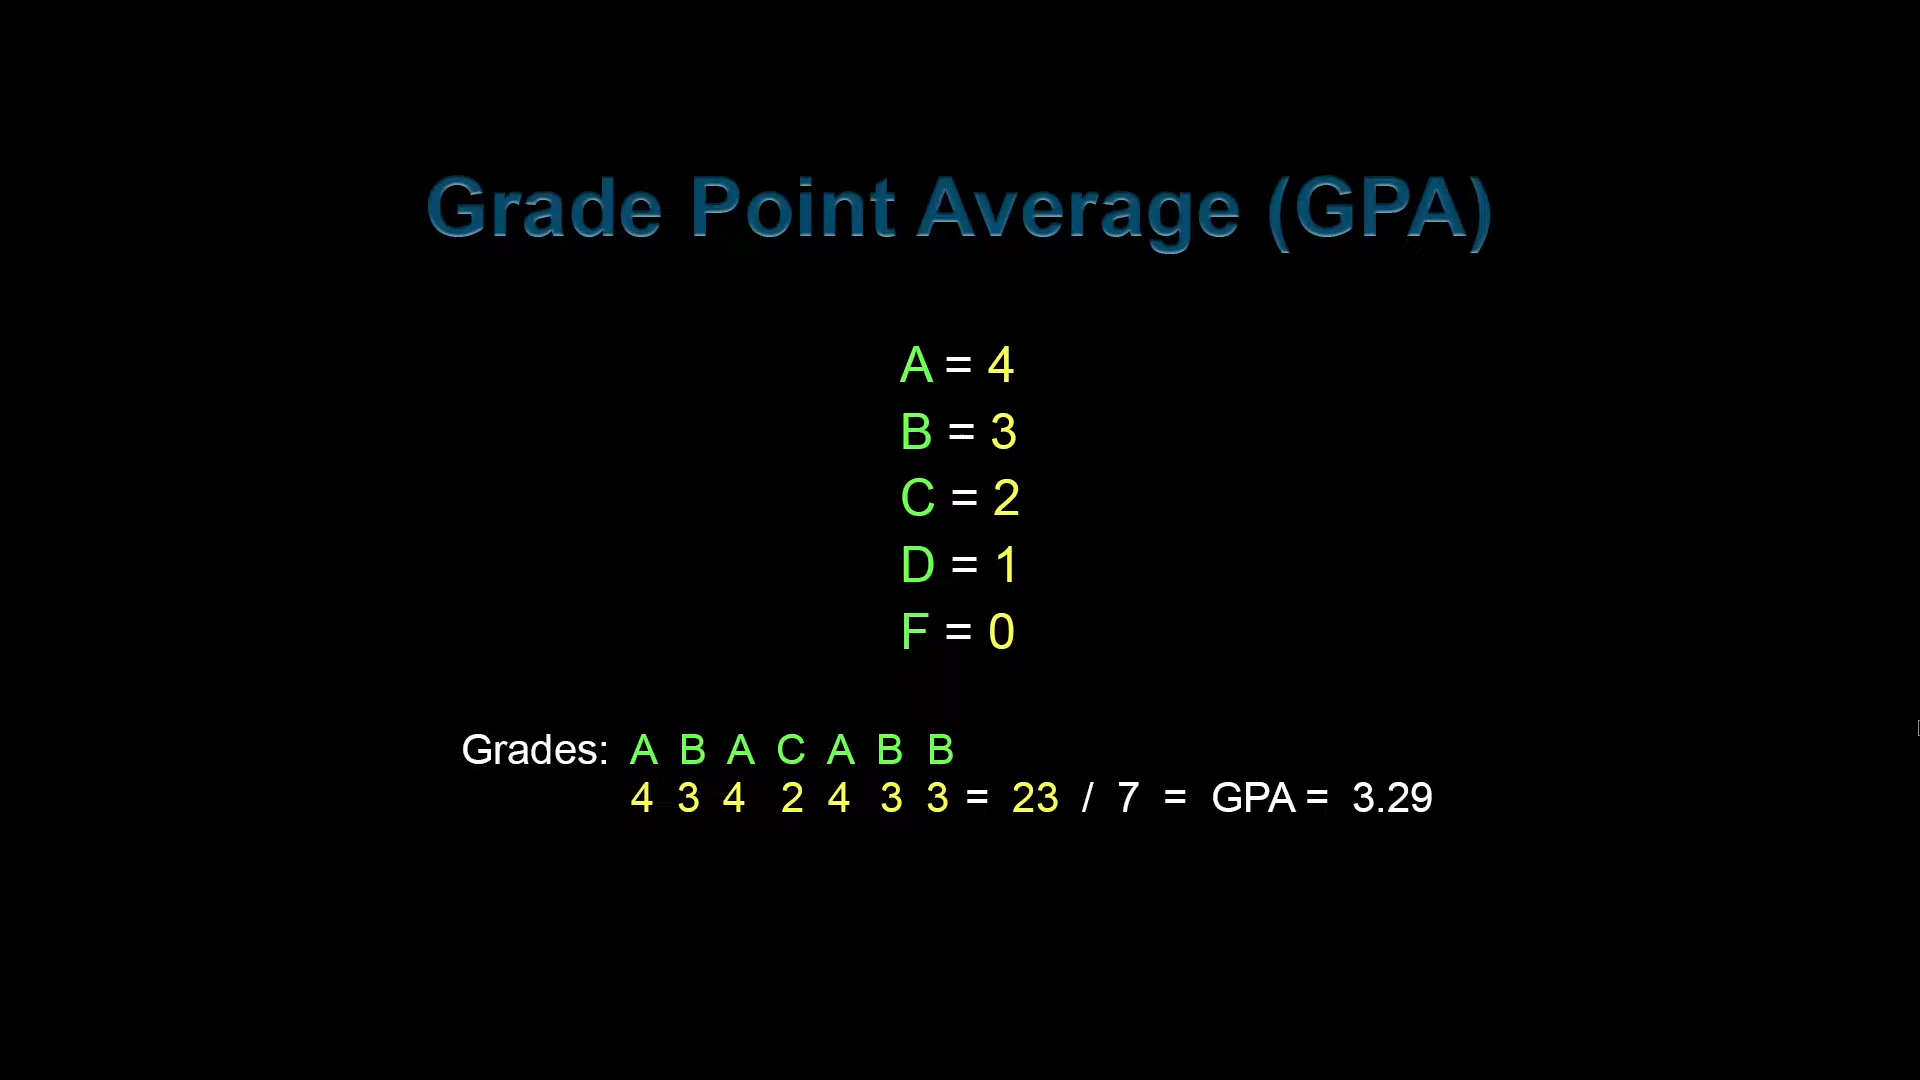 Grade Point Average (GPA)
A = 4
B = 3
C = 2
D = 1
F = 0
Grades: A B A C A B B
4 3 4 2 4 3 3 = 23 / 7 = GPA = 3.29